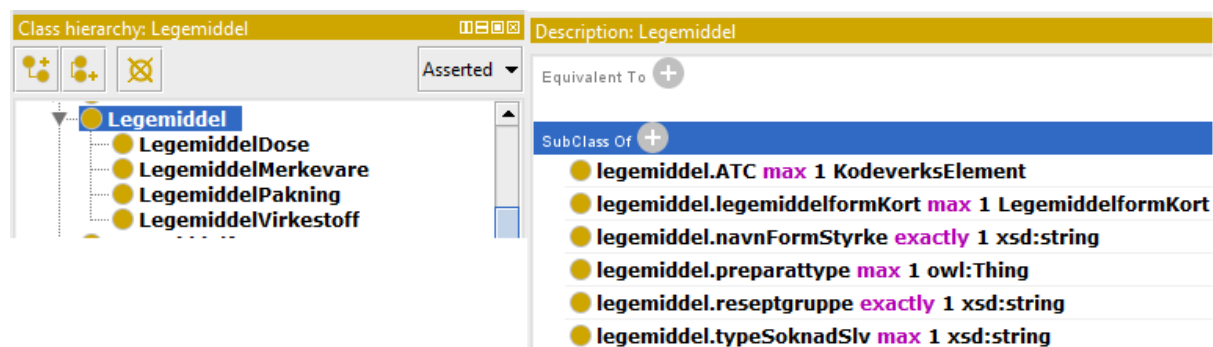 Class hierarchy: Legemiddel
Asserted
Legemiddel
LegemiddelDose
LegemiddelMerkevare
LegemiddelPakning
LegemiddelVirkestoff
Description: Legemiddel
Equivalent To
SubClass Of
legemiddel.ATC max 1 KodeverksElement
legemiddel.legemiddelformKort max 1 LegemiddelformKort
legemiddel.navnFormStyrke exactly 1 xsd:string
legemiddel.preparattype max 1 owl:Thing
legemiddel.reseptgruppe exactly 1 xsd:string
legemiddel.typeSoknadSlv max 1 xsd:string